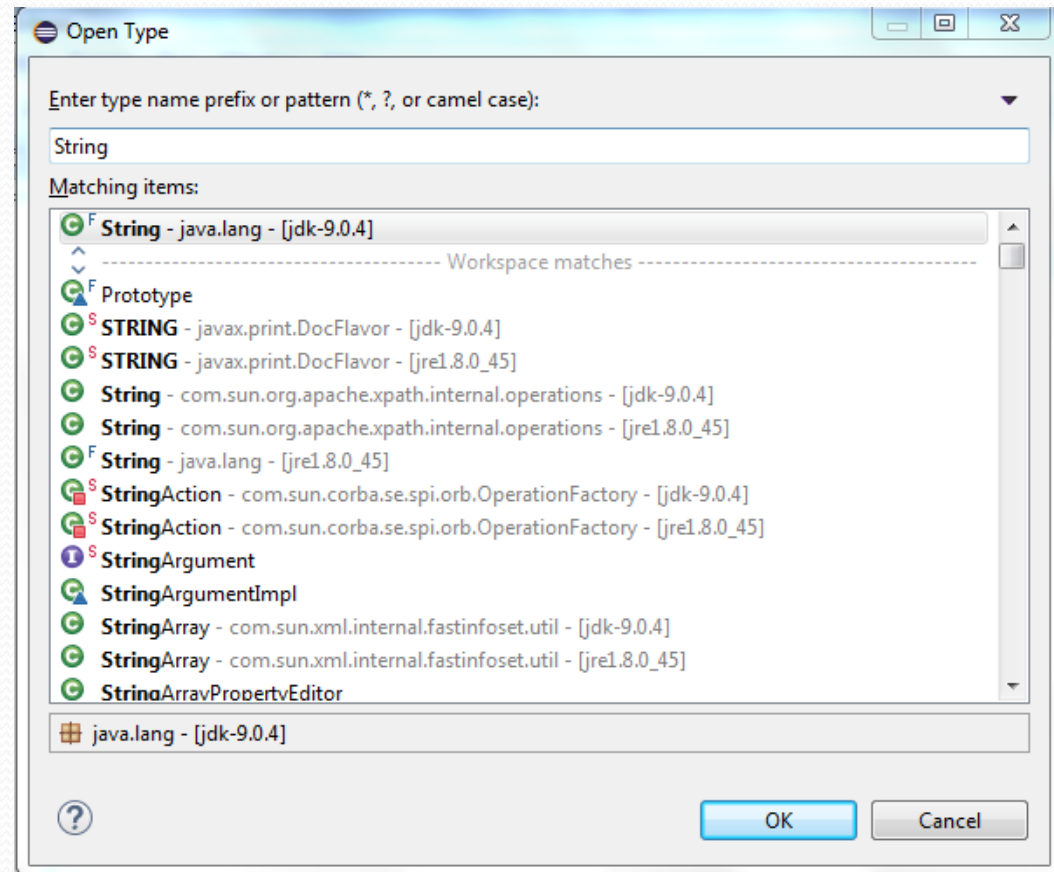 Open Type
Enter type name prefix or pattern (*, ?, or camel case):
String
Matching items:
F String - java.lang - [jdk-9.0.4]
---------------------------------------- Workspace matches ----------------------------------------
F Prototype
S STRING - javax.print.DocFlavor - [jdk-9.0.4]
S STRING - javax.print.DocFlavor - [jre1.8.0_45]
String - com.sun.org.apache.xpath.internal.operations - [jdk-9.0.4]
String - com.sun.org.apache.xpath.internal.operations - [jre1.8.0_45]
F String - java.lang - [jre1.8.0_45]
S StringAction - com.sun.corba.se.spi.orb.OperationFactory - [jdk-9.0.4]
S StringAction - com.sun.corba.se.spi.orb.OperationFactory - [jre1.8.0_45]
S StringArgument
StringArgumentImpl
StringArray - com.sun.xml.internal.fastinfoset.util - [jdk-9.0.4]
StringArray - com.sun.xml.internal.fastinfoset.util - [jre1.8.0_45]
StringArrayPropertyEditor
java.lang - [jdk-9.0.4]
OK Cancel